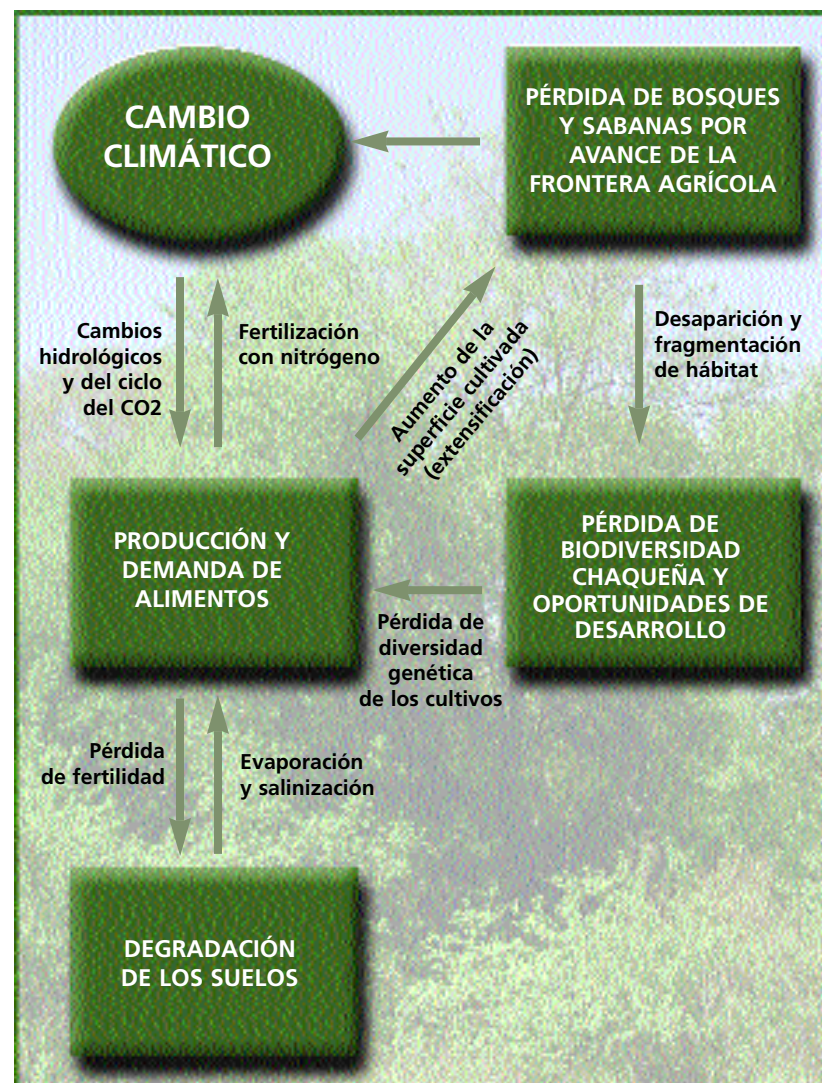 CAMBIO
CLIMÁTICO
PÉRDIDA DE BOSQUES
Y SABANAS POR
AVANCE DE LA
FRONTERA AGRÍCOLA
Cambios
hidrológicos
y del ciclo
del CO2
Fertilización
con nitrógeno
Aumento de la
superficie cultivada
(extensificación)
Desaparición y
fragmentación
de hábitat
PRODUCCIÓN Y
DEMANDA DE
ALIMENTOS
Pérdida de
diversidad
genética
de los cultivos
PÉRDIDA DE
BIODIVERSIDAD
CHAQUEÑA Y
OPORTUNIDADES DE
DESARROLLO
Pérdida
de fertilidad
Evaporación
y salinización
DEGRADACIÓN
DE LOS SUELOS